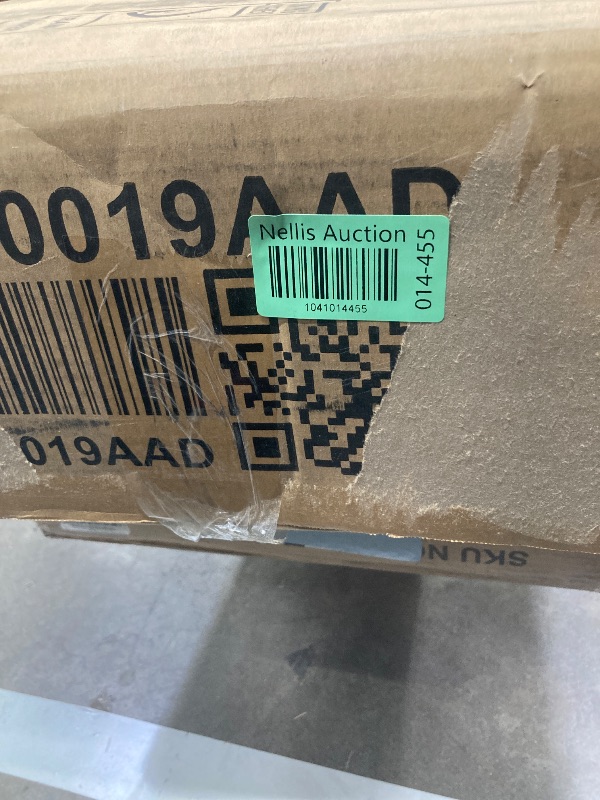 0019AAD
Nellis Auction
1041014455
014-455
019AAD
SKU N